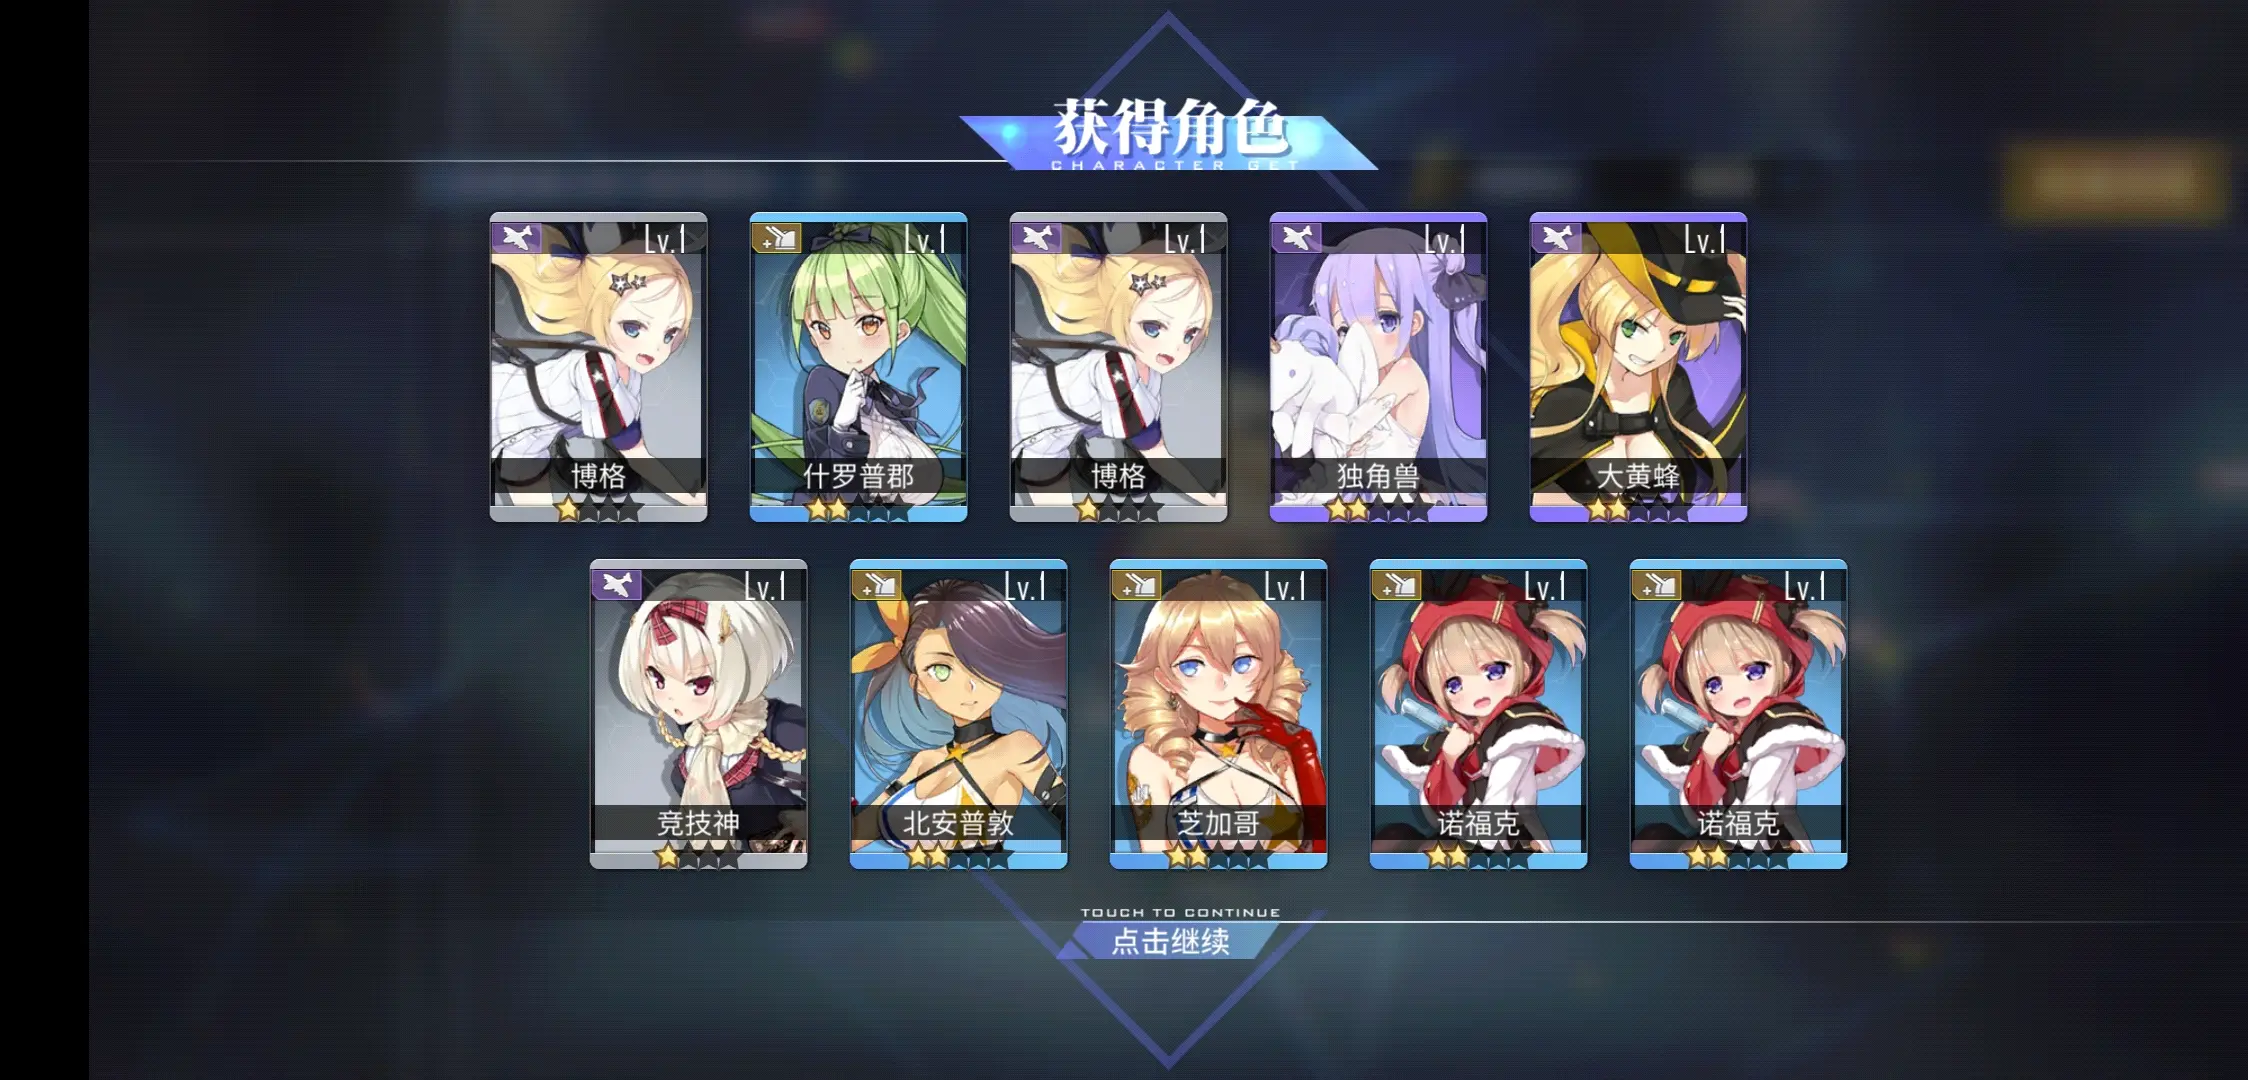 获得角色
CHARACTER GET
Lv.1
Lv.1
Lv.1
Lv.1
Lv.1
博格
什罗普郡
博格
独角兽
大黄蜂
Lv.1
Lv.1
Lv.1
Lv.1
Lv.1
竞技神
北安普敦
芝加哥
诺福克
诺福克
TOUCH TO CONTINUE
点击继续